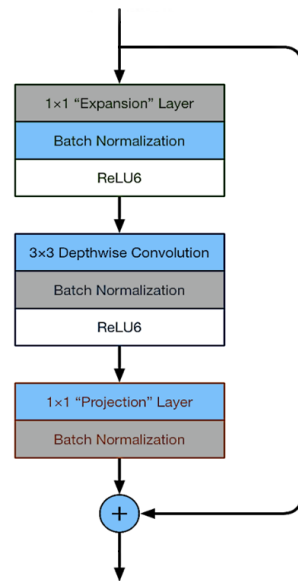 1×1 “Expansion” Layer
Batch Normalization
ReLU6
3×3 Depthwise Convolution
Batch Normalization
ReLU6
1×1 “Projection” Layer
Batch Normalization
+